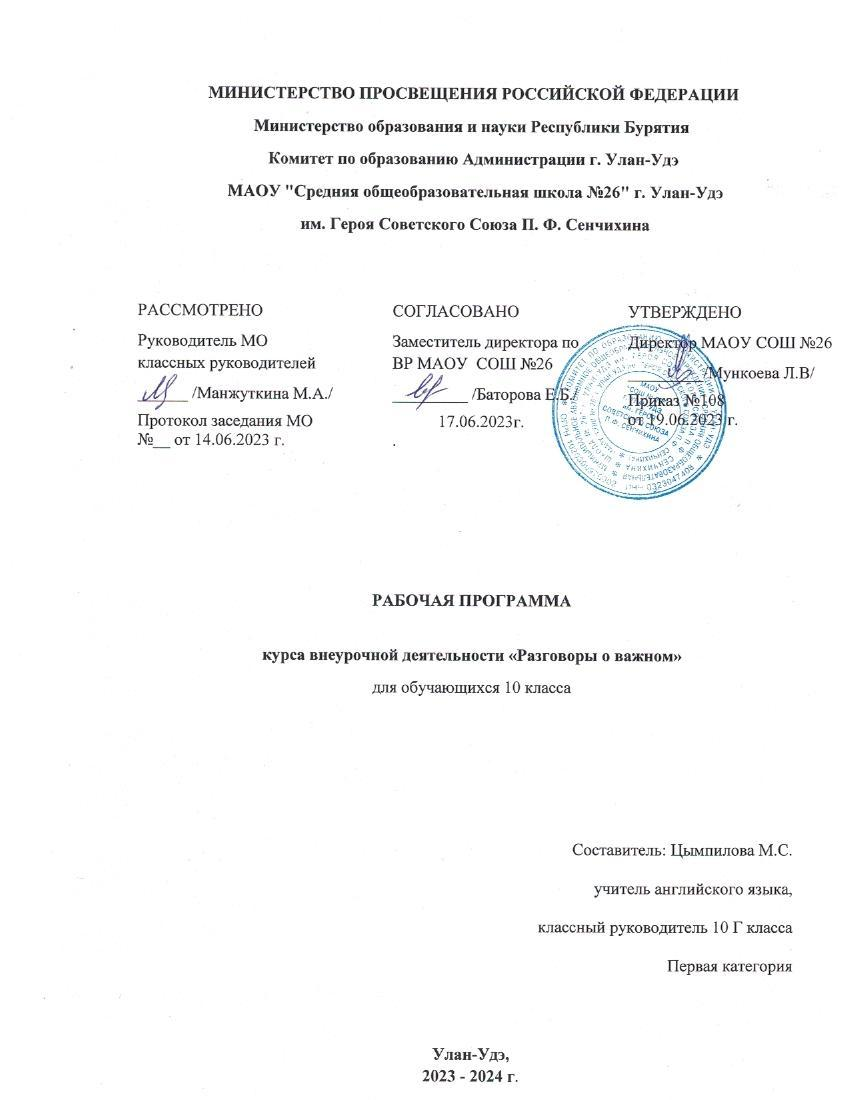 МИНИСТЕРСТВО ПРОСВЕЩЕНИЯ РОССИЙСКОЙ ФЕДЕРАЦИИ
Министерство образования и науки Республики Бурятия
Комитет по образованию Администрации г. Улан-Удэ
МАОУ "Средняя общеобразовательная школа №26" г. Улан-Удэ
им. Героя Советского Союза П. Ф. Сенчихина
РАССМОТРЕНО
Руководитель МО
классных руководителей
/Манжуткина М.А./
Протокол заседания МО
№__ от 14.06.2023 г.
СОГЛАСОВАНО
Заместитель директора по
ВР МАОУ СОШ №26
/Баторова Е.Б./
17.06.2023г.
.
УТВЕРЖДЕНО
Директор МАОУ СОШ №26
/Мункоева Л.В/
Приказ №108
от 19.06.2023 г.
РАБОЧАЯ ПРОГРАММА
курса внеурочной деятельности «Разговоры о важном»
для обучающихся 10 класса
Составитель: Цымпилова М.С.
учитель английского языка,
классный руководитель 10 Г класса
Первая категория
Улан-Удэ,
2023 - 2024 г.